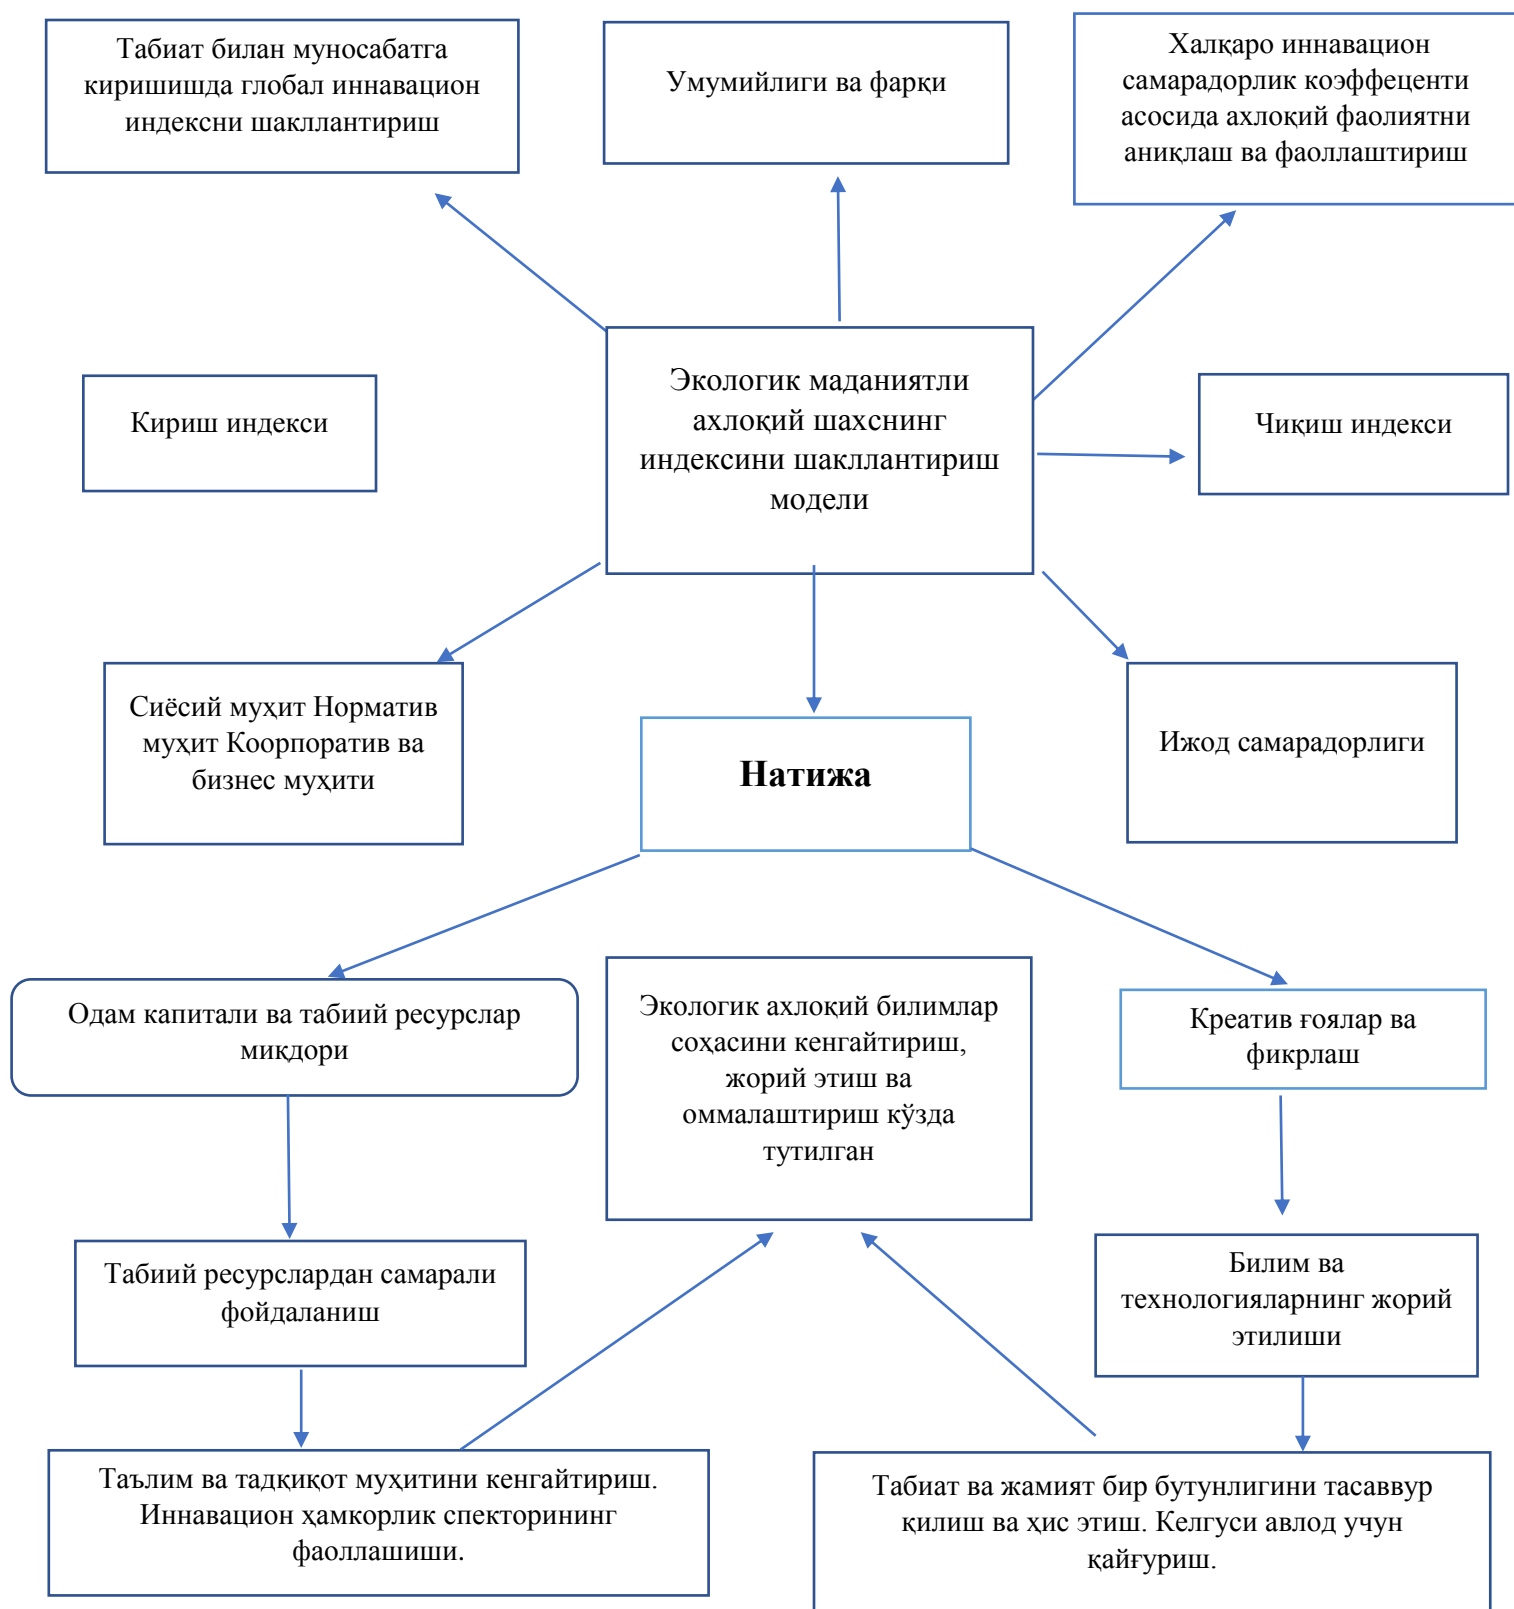 Табиат билан муносабатга
киришишда глобал иннавацион
индексни шакллантириш
Умумийлиги ва фарқи
Халқаро иннавацион
самарадорлик коэффеценти
асосида ахлоқий фаолиятни
аниқлаш ва фаоллаштириш
Кириш индекси
Экологик маданиятли
ахлоқий шахснинг
индексини шакллантириш
модели
Чиқиш индекси
Сиёсий муҳит Норматив
муҳит Коорпоратив ва
бизнес муҳити
Натижа
Ижод самарадорлиги
Одам капитали ва табиий ресурслар
миқдори
Экологик ахлоқий билимлар
соҳасини кенгайтириш,
жорий этиш ва
оммалаштириш кўзда
тутилган
Креатив ғоялар ва
фикрлаш
Табиий ресурслардан самарали
фойдаланиш
Билим ва
технологияларнинг жорий
этилиши
Таълим ва тадқиқот муҳитини кенгайтириш.
Иннавацион ҳамкорлик спекторининг
фаоллашиши.
Табиат ва жамият бир бутунлигини тасаввур
қилиш ва ҳис этиш. Келгуси авлод учун
қайғуриш.